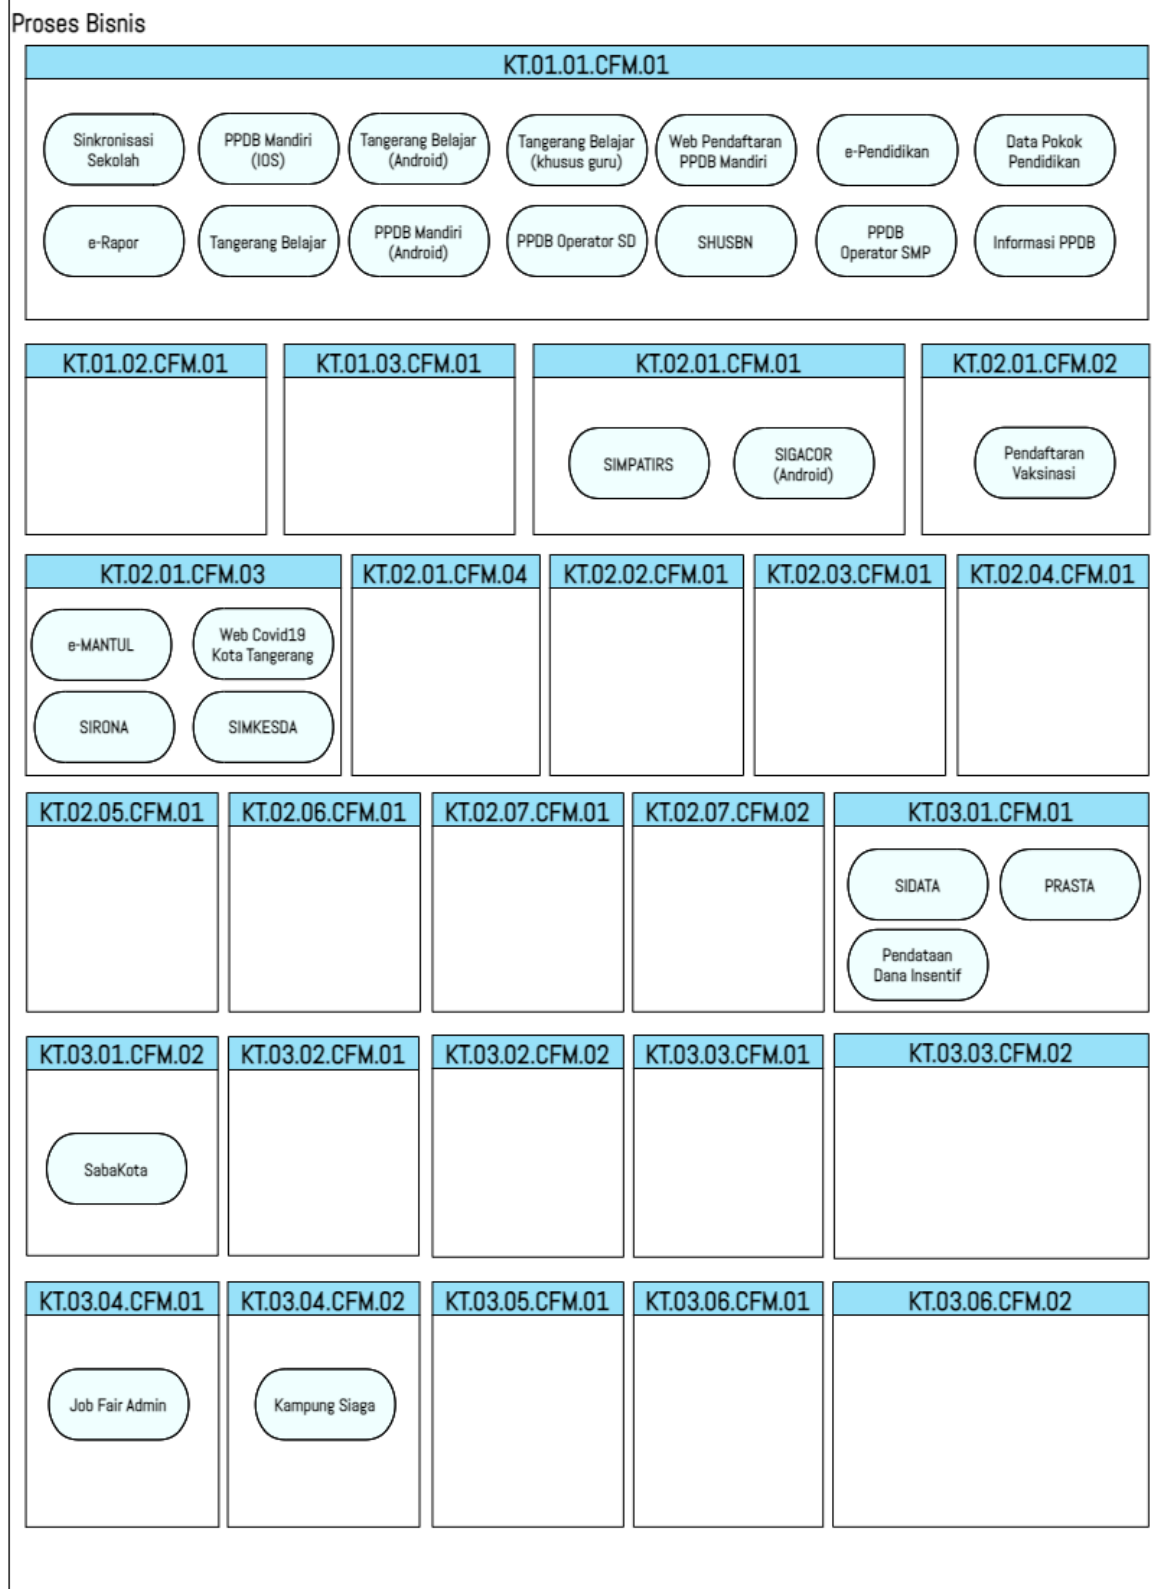 Proses Bisnis
KT.01.01.CFM.01
Sinkronisasi
Sekolah
PPDB Mandiri
(IOS)
Tangerang Belajar
(Android)
Tangerang Belajar
(khusus guru)
Web Pendaftaran
PPDB Mandiri
e-Pendidikan
Data Pokok
Pendidikan
e-Rapor
Tangerang Belajar
PPDB Mandiri
(Android)
PPDB Operator SD
SHUSBN
PPDB
Operator SMP
Informasi PPDB
KT.01.02.CFM.01
KT.01.03.CFM.01
KT.02.01.CFM.01
SIMPATIRS
SIGACOR
(Android)
KT.02.01.CFM.02
Pendaftaran
Vaksinasi
KT.02.01.CFM.03
e-MANTUL
Web Covid19
Kota Tangerang
SIRONA
SIMKESDA
KT.02.01.CFM.04
KT.02.02.CFM.01
KT.02.03.CFM.01
KT.02.04.CFM.01
KT.02.05.CFM.01
KT.02.06.CFM.01
KT.02.07.CFM.01
KT.02.07.CFM.02
KT.03.01.CFM.01
SIDATA
PRASTA
Pendataan
Dana Insentif
KT.03.01.CFM.02
SabaKota
KT.03.02.CFM.01
KT.03.02.CFM.02
KT.03.03.CFM.01
KT.03.03.CFM.02
KT.03.04.CFM.01
Job Fair Admin
KT.03.04.CFM.02
Kampung Siaga
KT.03.05.CFM.01
KT.03.06.CFM.01
KT.03.06.CFM.02